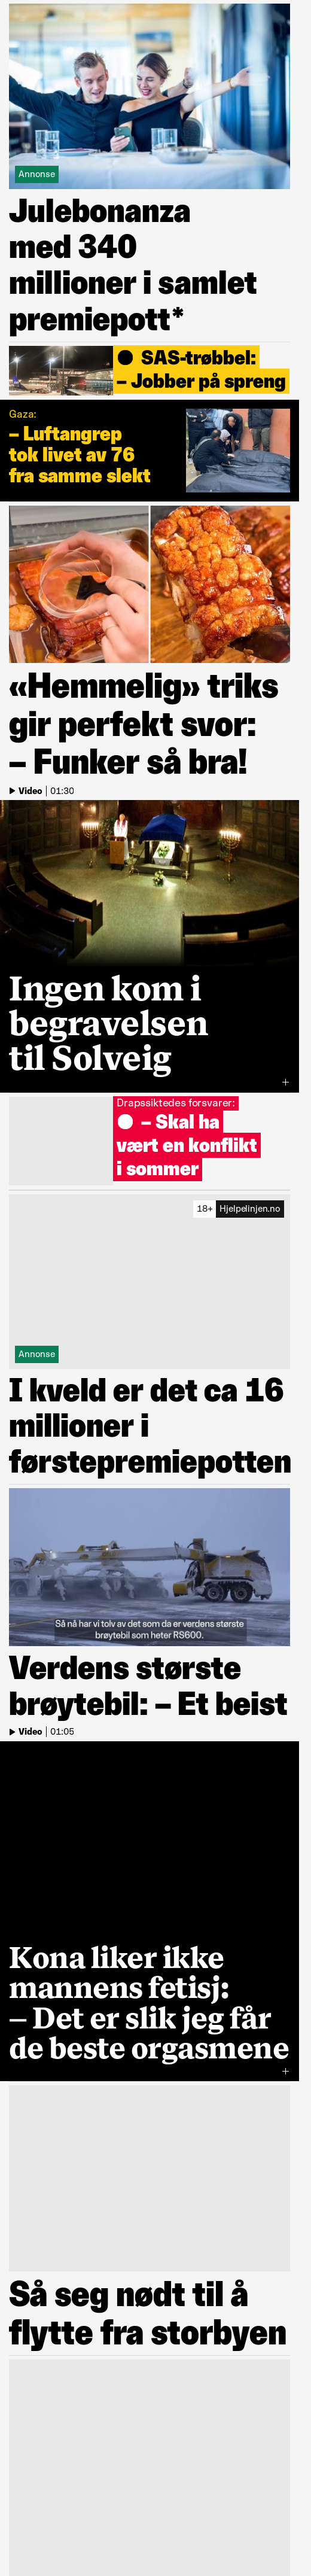 Annonse
Julebonanza
med 340
millioner i samlet
premiepott*
SAS-trøbbel:
– Jobber på spreng
Gaza:
– Luftangrep
tok livet av 76
fra samme slekt
«Hemmelig» triks
gir perfekt svor:
– Funker så bra!
Video | 01:30
Ingen kom i
begravelsen
til Solveig
+
Drapssiktedes forsvarer:
– Skal ha
vært en konflikt
i sommer
18+ Hjelpelinjen.no
Annonse
I kveld er det ca 16
millioner i
førstepremiepotten
Så nå har vi tolv av det som da er verdens største
brøytebil som heter RS600.
Verdens største
brøytebil: – Et beist
Video | 01:05
Kona liker ikke
mannens fetisj:
– Det er slik jeg får
de beste orgasmene
+
Så seg nødt til å
flytte fra storbyen